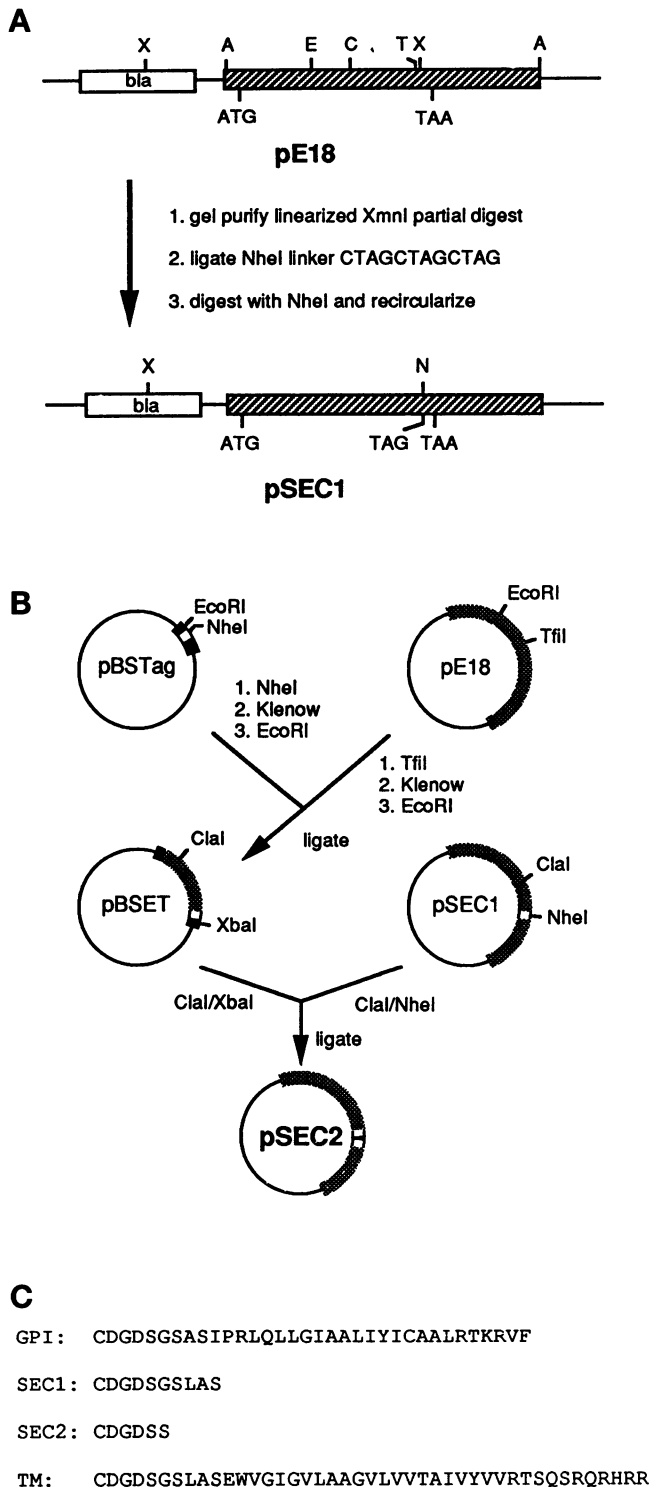 A
X A E C T X A
bla
ATG TAA
pE18
1. gel purify linearized XmnI partial digest
2. ligate NheI linker CTAGCTAGCTAG
3. digest with NheI and recircularize
X N
bla
ATG TAG TAA
pSEC1
B
EcoRI
NheI
pBSTag
EcoRI
TfiI
pE18
1. NheI
2. Klenow
3. EcoRI
1. TfiI
2. Klenow
3. EcoRI
ligate
ClaI
pBSET
XbaI
ClaI
pSEC1
NheI
ClaI/XbaI ClaI/NheI
ligate
pSEC2
C
GPI: CDGDSGSASIPRLQLLGIAALIYICAALRTKRVF
SEC1: CDGDSGSLAS
SEC2: CDGDSS
TM: CDGDSGSLASEWVGIGVLAAGVLVVTAIVYVVRTSQSRQRHRR